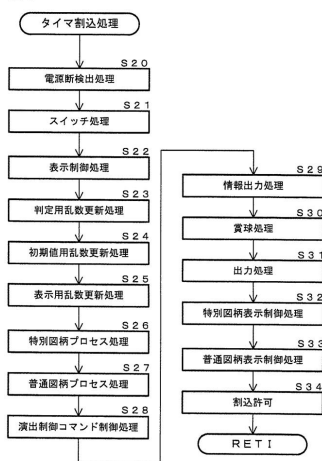 タイマ割込処理
S20
電源断検出処理
S21
スイッチ処理
S22
表示制御処理
S23
判定用乱数更新処理
S24
初期値用乱数更新処理
S25
表示用乱数更新処理
S26
特別図柄プロセス処理
S27
普通図柄プロセス処理
S28
演出制御コマンド制御処理
S29
情報出力処理
S30
賞球処理
S31
出力処理
S32
特別図柄表示制御処理
S33
普通図柄表示制御処理
S34
割込許可
RETI